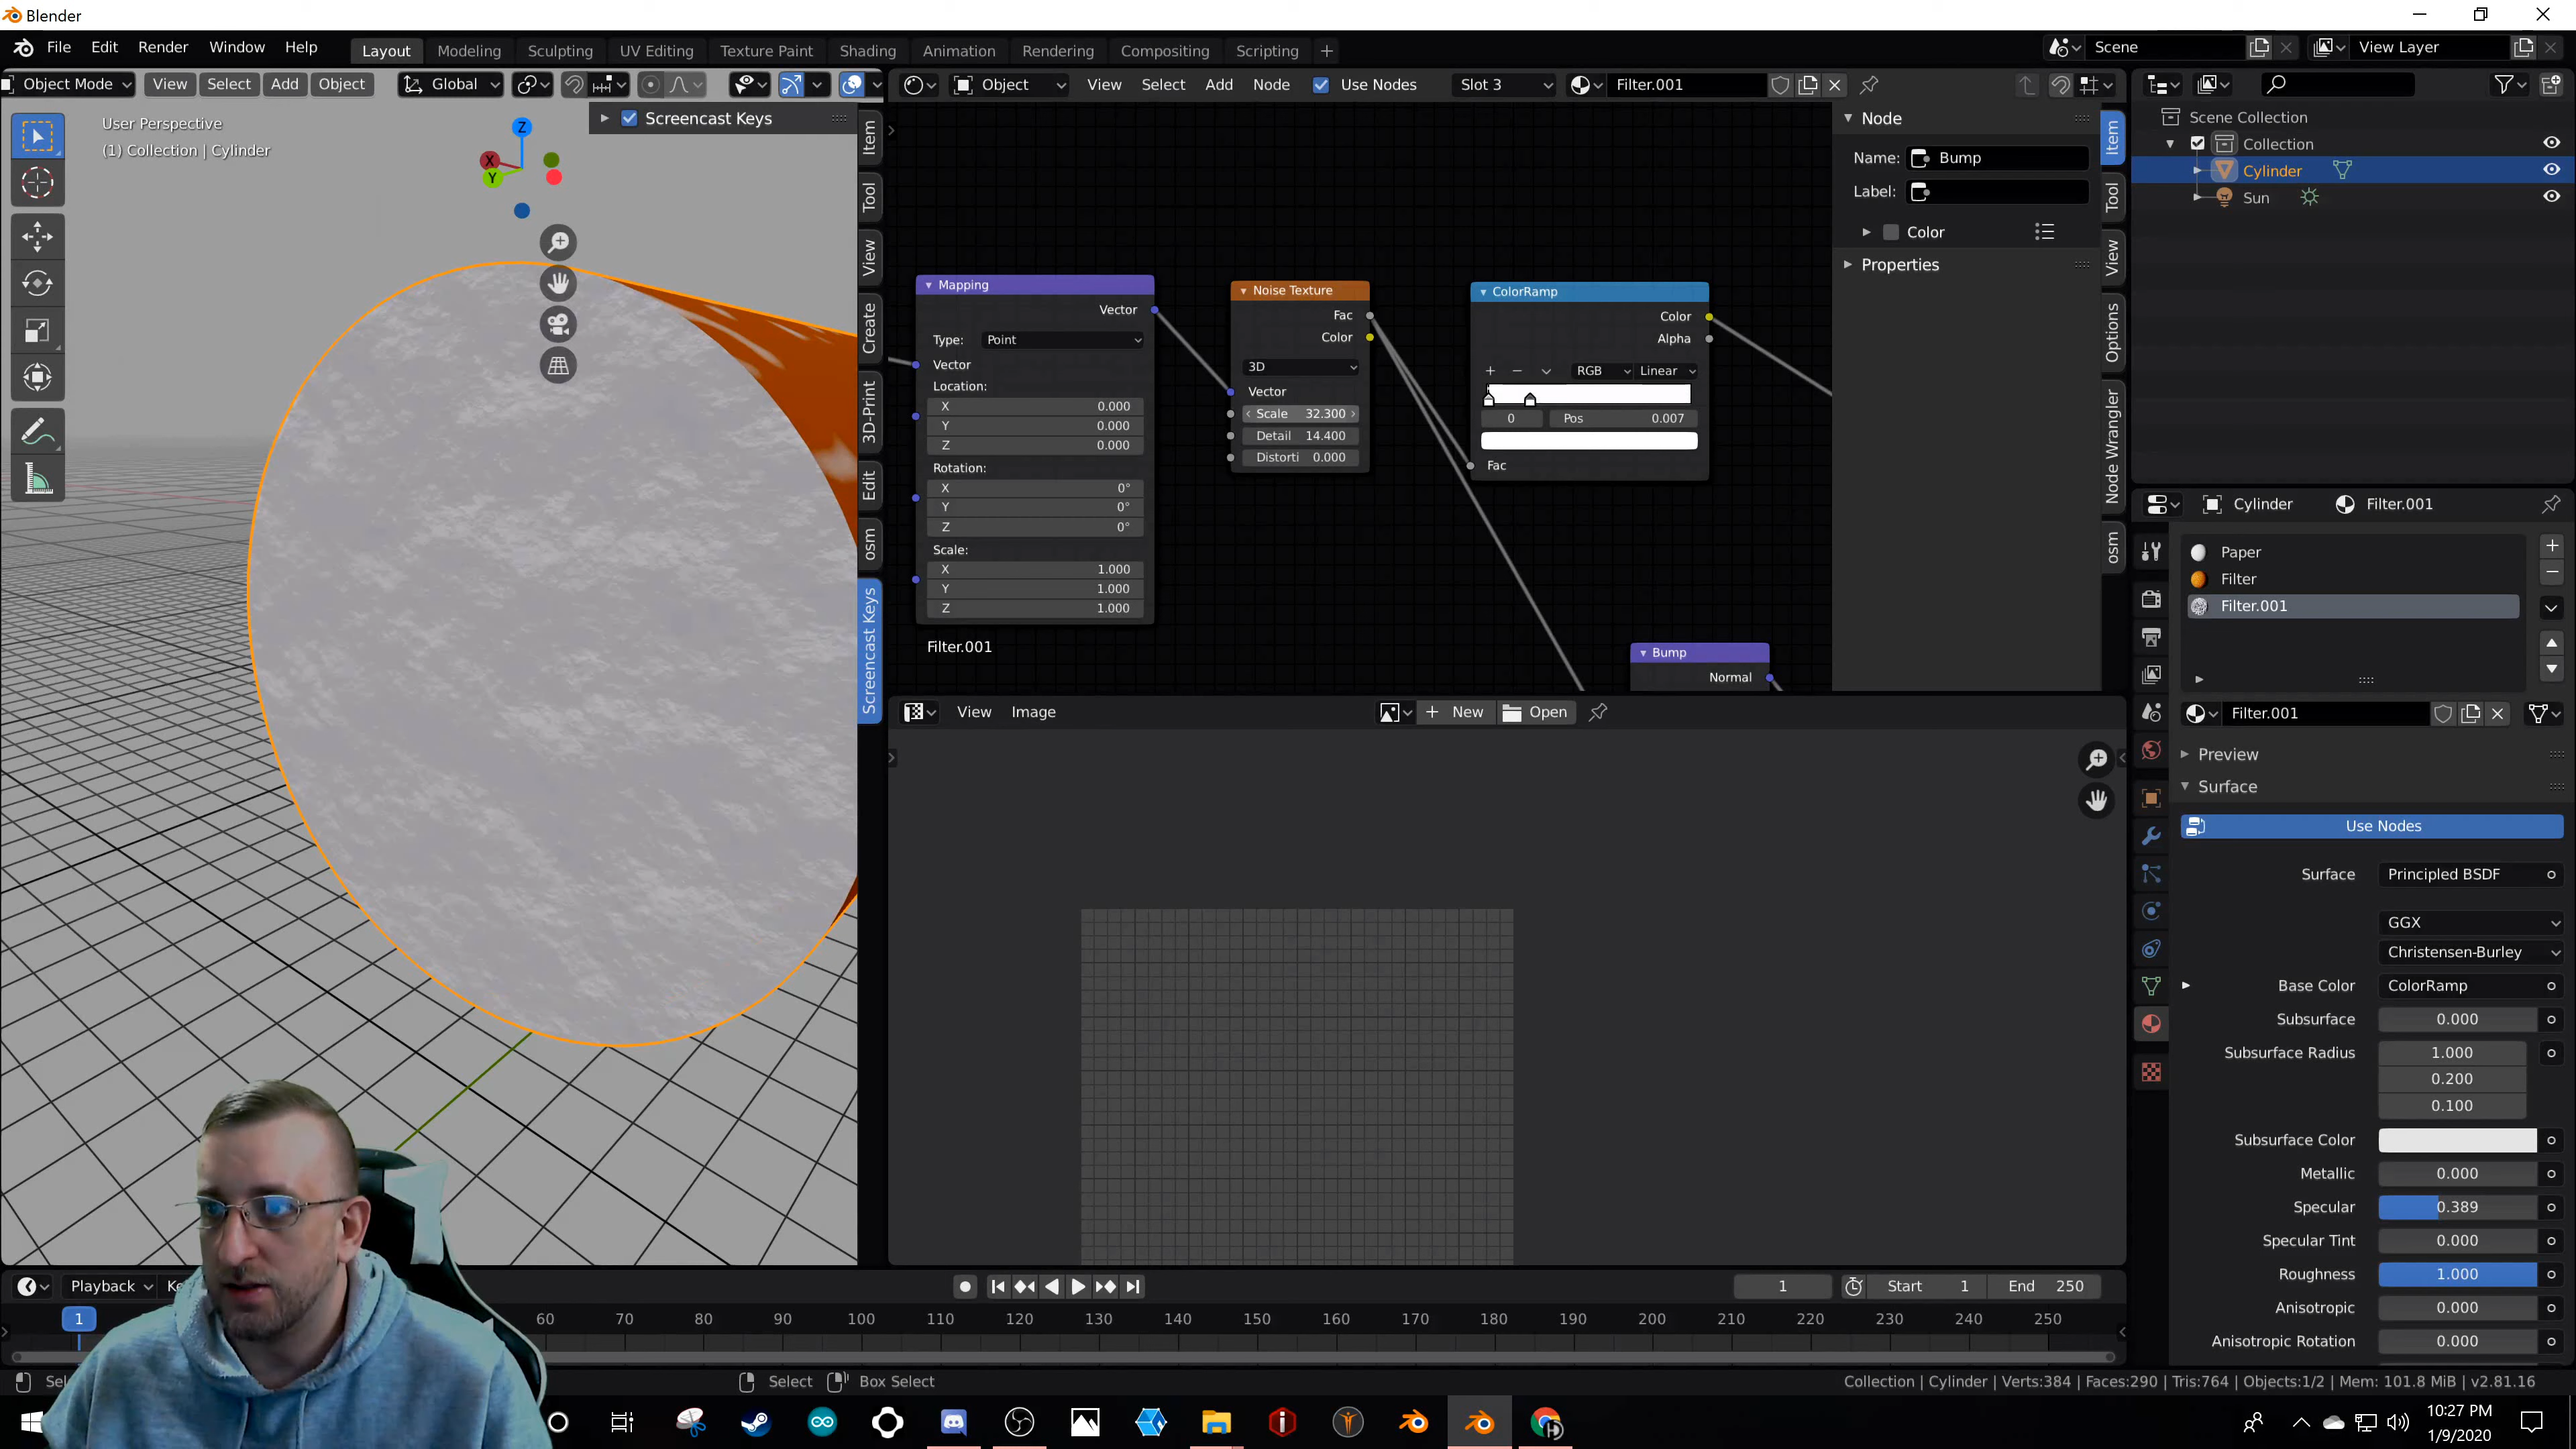 Blender
File Edit Render Window Help
Layout Modeling Sculpting UV Editing Texture Paint Shading Animation Rendering Compositing Scripting +
Scene
View Layer
Object Mode View Select Add Object Global
Object View Select Add Node Use Nodes Slot 3 Filter.001
User Perspective
(1) Collection | Cylinder
Screencast Keys
X Y Z
Item
Tool
View
Create
3D-Print
Edit
osm
Screencast Keys
Mapping
Vector
Type: Point
Vector
Location:
X 0.000
Y 0.000
Z 0.000
Rotation:
X 0°
Y 0°
Z 0°
Scale:
X 1.000
Y 1.000
Z 1.000
Filter.001
Noise Texture
Fac
Color
3D
Vector
Scale 32.300
Detail 14.400
Distorti 0.000
ColorRamp
Color
Alpha
+ − RGB Linear
0 Pos 0.007
Fac
Bump
Normal
Node
Name: Bump
Label:
Color
Properties
Item
Tool
View
Options
Node Wrangler
osm
View Image + New Open
Scene Collection
Collection
Cylinder
Sun
Cylinder Filter.001
Paper
Filter
Filter.001
Filter.001
Preview
Surface
Use Nodes
Surface Principled BSDF
GGX
Christensen-Burley
Base Color ColorRamp
Subsurface 0.000
Subsurface Radius 1.000
0.200
0.100
Subsurface Color
Metallic 0.000
Specular 0.389
Specular Tint 0.000
Roughness 1.000
Anisotropic 0.000
Anisotropic Rotation 0.000
Playback Ke 1 Start 1 End 250
1 60 70 80 90 100 110 120 130 140 150 160 170 180 190 200 210 220 230 240 250
Sel Select Box Select
Collection | Cylinder | Verts:384 | Faces:290 | Tris:764 | Objects:1/2 | Mem: 101.8 MiB | v2.81.16
10:27 PM
1/9/2020